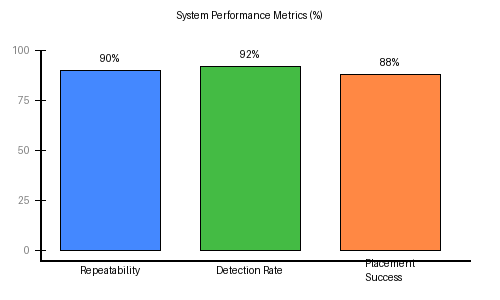 System Performance Metrics (%)
100
75
50
25
0
90%
92%
88%
Repeatability
Detection Rate
Placement
Success